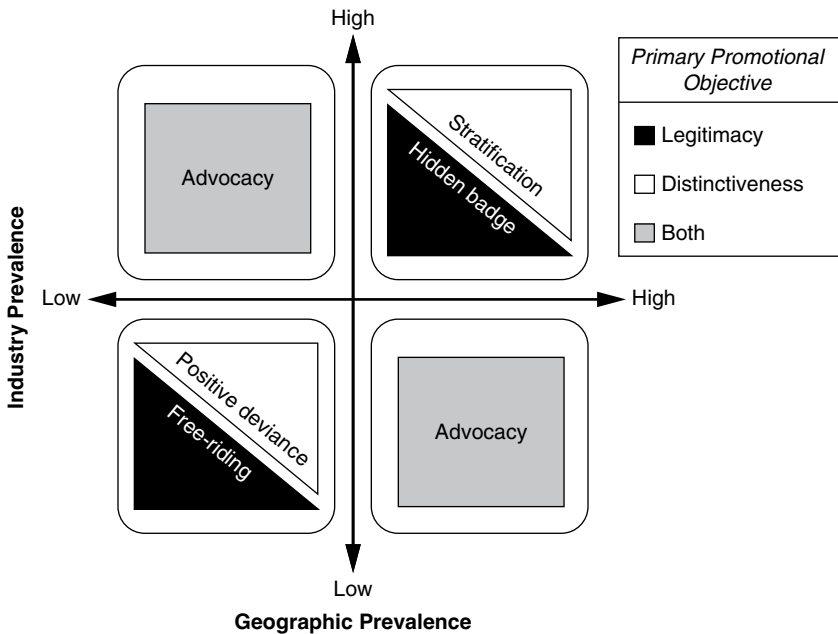 High
Primary Promotional
Objective
Legitimacy
Distinctiveness
Both
Advocacy
Stratification
Hidden badge
Industry Prevalence
Low
High
Positive deviance
Free-riding
Advocacy
Low
Geographic Prevalence